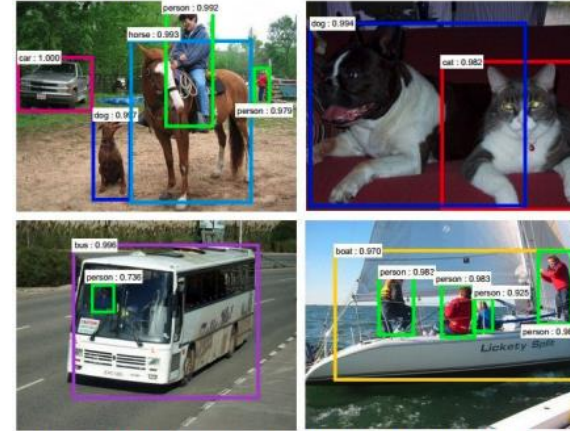 person : 0.992
horse : 0.993
car : 1.000
person : 0.979
dog : 0.997
dog : 0.994
cat : 0.982
bus : 0.996
person : 0.736
boat : 0.970
person : 0.982
person : 0.983
person : 0.925
person :
Lickety Split